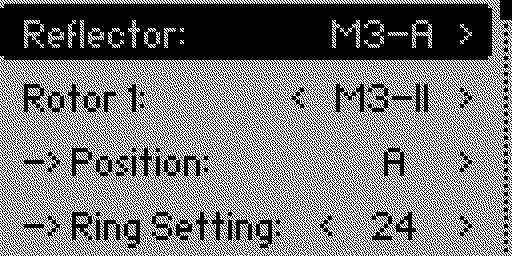 Reflector: M3-A >
Rotor 1: < M3-II >
-> Position: A >
-> Ring Setting: < 24 >